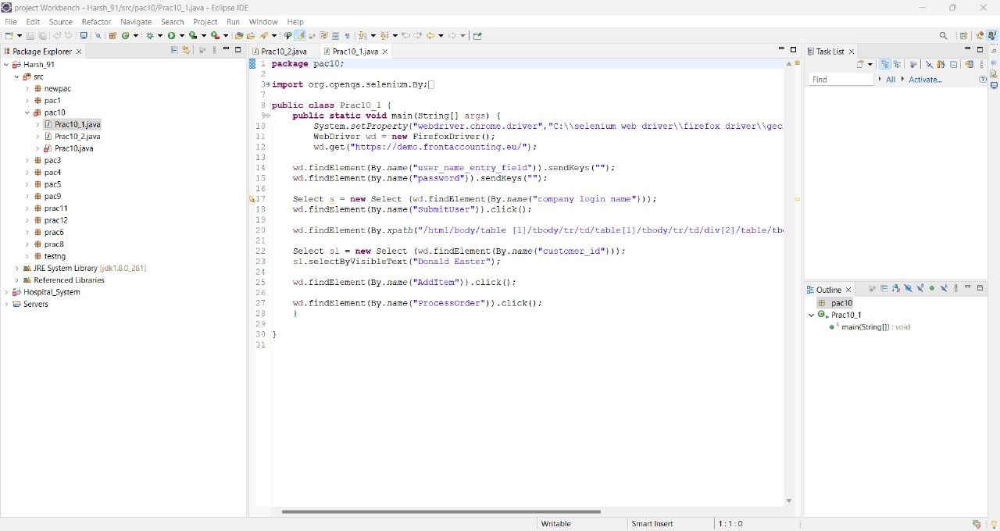 project Workbench - Harsh_91/src/pac10/Prac10_1.java - Eclipse IDE
File Edit Source Refactor Navigate Search Project Run Window Help
Package Explorer
Harsh_91
src
newpac
pac1
pac10
Prac10_1.java
Prac10_2.java
Prac10.java
pac3
pac4
pac5
pac9
prac11
prac12
prac6
prac8
testng
JRE System Library [jdk1.8.0_281]
Referenced Libraries
Hospital_System
Servers
Prac10_2.java Prac10_1.java
1 package pac10;
2
3 import org.openqa.selenium.By;
7
8 public class Prac10_1 {
9 public static void main(String[] args) {
10 System.setProperty("webdriver.chrome.driver","C:\\selenium web driver\\firefox driver\\gec
11 WebDriver wd = new FirefoxDriver();
12 wd.get("https://demo.frontaccounting.eu/");
13
14 wd.findElement(By.name("user_name_entry_field")).sendKeys("");
15 wd.findElement(By.name("password")).sendKeys("");
16
17 Select s = new Select (wd.findElement(By.name("company login name")));
18 wd.findElement(By.name("SubmitUser")).click();
19
20 wd.findElement(By.xpath("/html/body/table [1]/tbody/tr/td/table[1]/tbody/tr/td/div[2]/table/tb
21
22 Select sl = new Select (wd.findElement(By.name("customer_id")));
23 sl.selectByVisibleText("Donald Easter");
24
25 wd.findElement(By.name("AddItem")).click();
26
27 wd.findElement(By.name("ProcessOrder")).click();
28 }
29
30 }
31
Task List
Find All Activate...
Outline
pac10
Prac10_1
main(String[]) : void
Writable Smart Insert 1 : 1 : 0